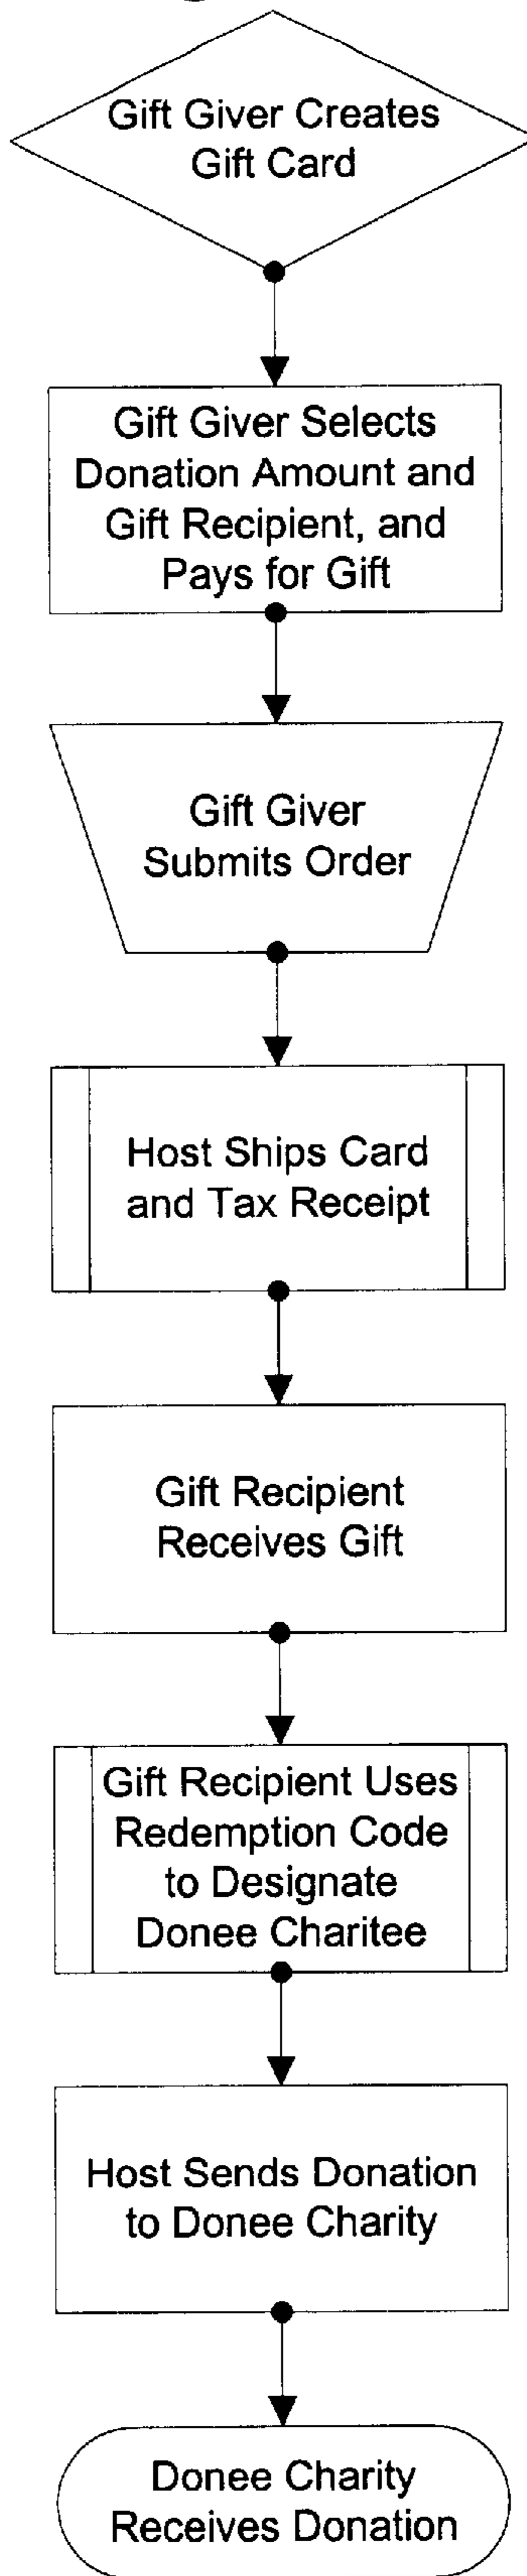 Gift Giver Creates
Gift Card
Gift Giver Selects
Donation Amount and
Gift Recipient, and
Pays for Gift
Gift Giver
Submits Order
Host Ships Card
and Tax Receipt
Gift Recipient
Receives Gift
Gift Recipient Uses
Redemption Code
to Designate
Donee Charitee
Host Sends Donation
to Donee Charity
Donee Charity
Receives Donation